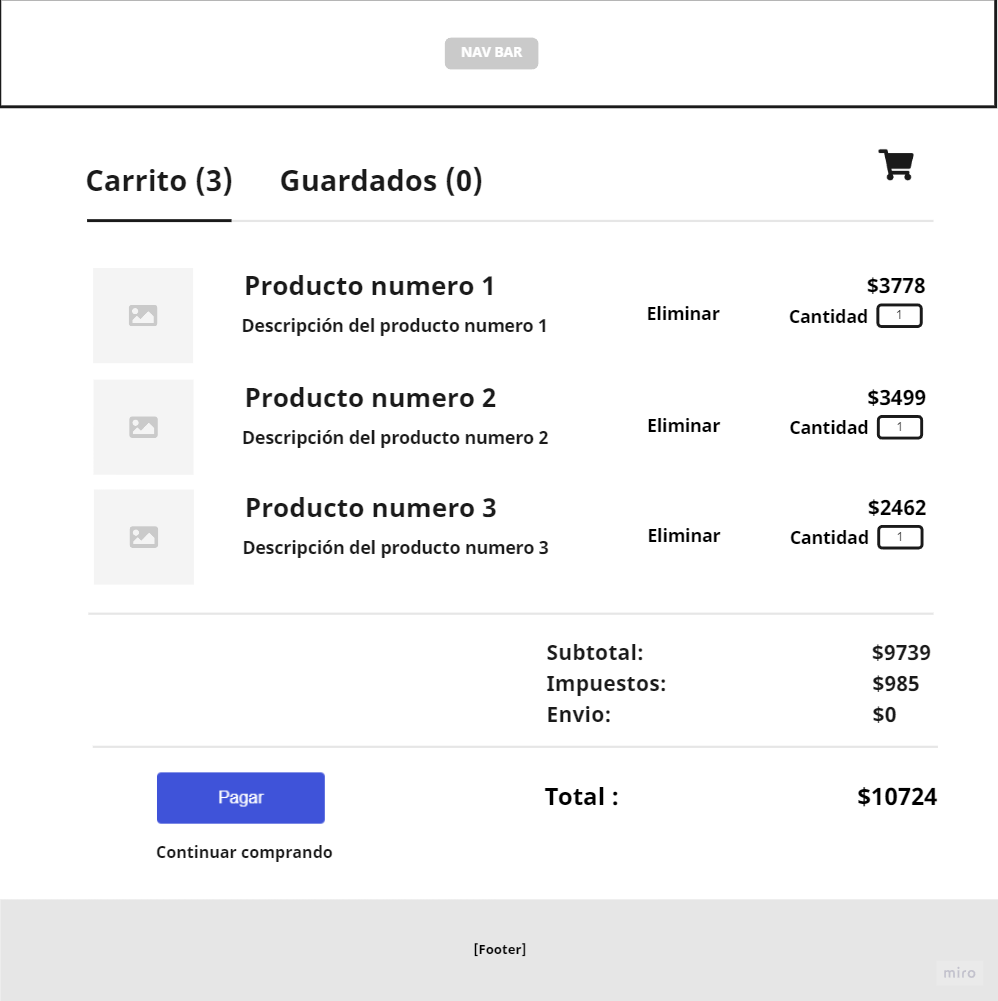 NAV BAR
Carrito (3) Guardados (0)
Producto numero 1
$3778
Descripción del producto numero 1
Eliminar
Cantidad 1
Producto numero 2
$3499
Descripción del producto numero 2
Eliminar
Cantidad 1
Producto numero 3
$2462
Descripción del producto numero 3
Eliminar
Cantidad 1
Subtotal: $9739
Impuestos: $985
Envio: $0
Pagar
Total : $10724
Continuar comprando
[Footer]
miro